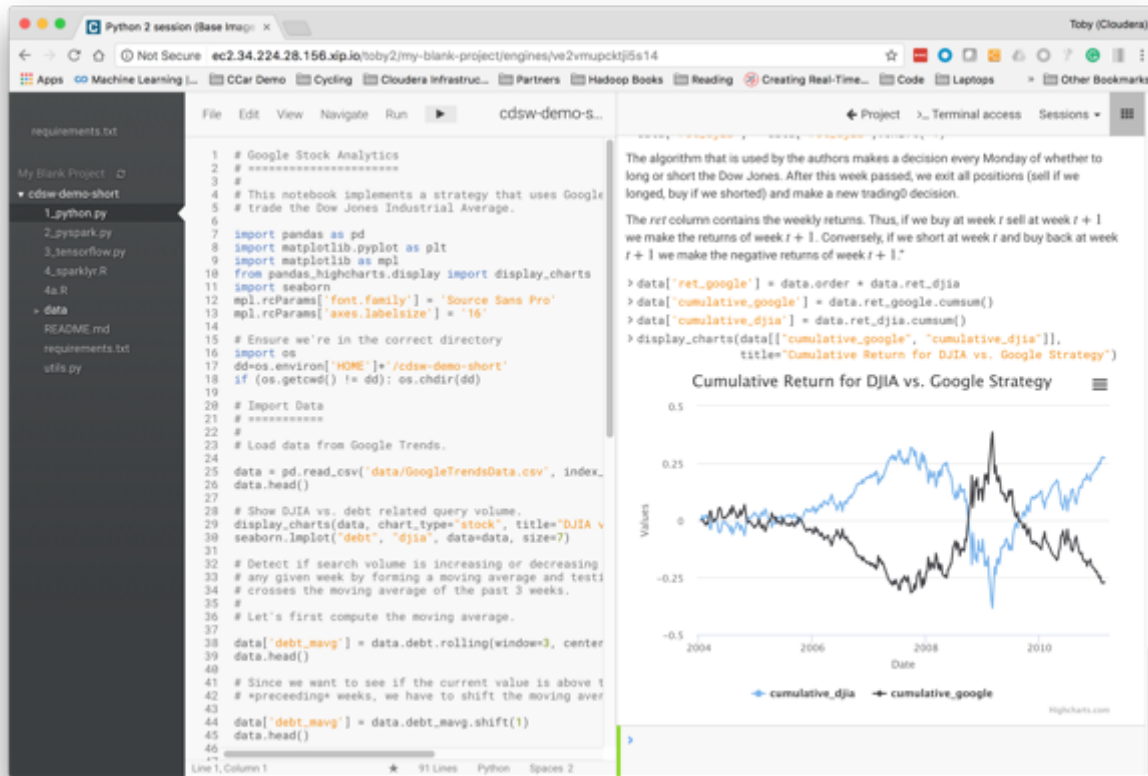 Python 2 session (Base Imag
Toby (Cloudera)
Not Secure ec2.34.224.28.156.xip.io/toby2/my-blank-project/engines/ve2vmupcktji5s14
Apps Machine Learning |... CCar Demo Cycling Cloudera Infrastruc... Partners Hadoop Books Reading Creating Real-Time... Code Laptops » Other Bookmarks
requirements.txt
My Blank Project
cdsw-demo-short
1_python.py
2_pyspark.py
3_tensorflow.py
4_sparklyr.R
4a.R
data
README.md
requirements.txt
utils.py
File Edit View Navigate Run cdsw-demo-s...
1 # Google Stock Analytics
2 # ======================
3 #
4 # This notebook implements a strategy that uses Google
5 # trade the Dow Jones Industrial Average.
6
7 import pandas as pd
8 import matplotlib.pyplot as plt
9 import matplotlib as mpl
10 from pandas_highcharts.display import display_charts
11 import seaborn
12 mpl.rcParams['font.family'] = 'Source Sans Pro'
13 mpl.rcParams['axes.labelsize'] = '16'
14
15 # Ensure we're in the correct directory
16 import os
17 dd=os.environ['HOME']+'/cdsw-demo-short'
18 if (os.getcwd() != dd): os.chdir(dd)
19
20 # Import Data
21 # ===========
22 #
23 # Load data from Google Trends.
24
25 data = pd.read_csv('data/GoogleTrendsData.csv', index_
26 data.head()
27
28 # Show DJIA vs. debt related query volume.
29 display_charts(data, chart_type="stock", title="DJIA v
30 seaborn.lmplot("debt", "djia", data=data, size=7)
31
32 # Detect if search volume is increasing or decreasing
33 # any given week by forming a moving average and testi
34 # crosses the moving average of the past 3 weeks.
35 #
36 # Let's first compute the moving average.
37
38 data['debt_mavg'] = data.debt.rolling(window=3, center
39 data.head()
40
41 # Since we want to see if the current value is above t
42 # *preceeding* weeks, we have to shift the moving aver
43
44 data['debt_mavg'] = data.debt_mavg.shift(1)
45 data.head()
46
Line 1, Column 1 ★ 91 Lines Python Spaces 2
Project >_ Terminal access Sessions
The algorithm that is used by the authors makes a decision every Monday of whether to
long or short the Dow Jones. After this week passed, we exit all positions (sell if we
longed, buy if we shorted) and make a new trading0 decision.
The ret column contains the weekly returns. Thus, if we buy at week t sell at week t + 1
we make the returns of week t + 1. Conversely, if we short at week t and buy back at week
t + 1 we make the negative returns of week t + 1."
> data['ret_google'] = data.order * data.ret_djia
> data['cumulative_google'] = data.ret_google.cumsum()
> data['cumulative_djia'] = data.ret_djia.cumsum()
> display_charts(data[["cumulative_google", "cumulative_djia"]],
title="Cumulative Return for DJIA vs. Google Strategy")
Cumulative Return for DJIA vs. Google Strategy
0.5
0.25
0
-0.25
-0.5
Values
2004 2006 2008 2010
Date
cumulative_djia cumulative_google
Highcharts.com
>